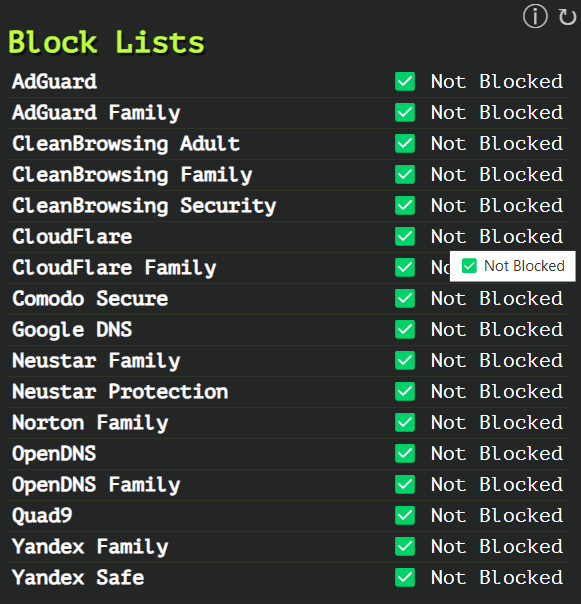 Block Lists
AdGuard ✅ Not Blocked
AdGuard Family ✅ Not Blocked
CleanBrowsing Adult ✅ Not Blocked
CleanBrowsing Family ✅ Not Blocked
CleanBrowsing Security ✅ Not Blocked
CloudFlare ✅ Not Blocked
CloudFlare Family ✅ No
✅ Not Blocked
Comodo Secure ✅ Not Blocked
Google DNS ✅ Not Blocked
Neustar Family ✅ Not Blocked
Neustar Protection ✅ Not Blocked
Norton Family ✅ Not Blocked
OpenDNS ✅ Not Blocked
OpenDNS Family ✅ Not Blocked
Quad9 ✅ Not Blocked
Yandex Family ✅ Not Blocked
Yandex Safe ✅ Not Blocked